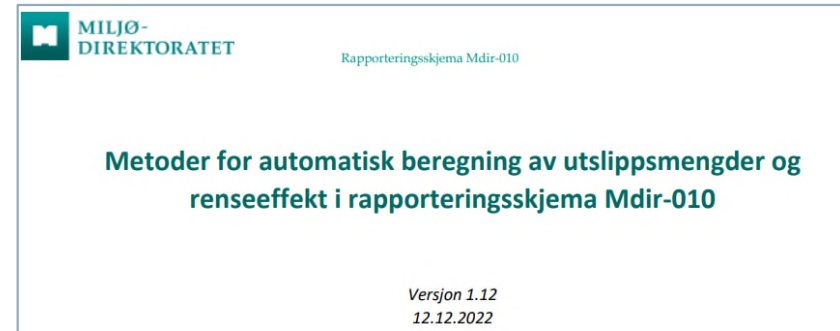 MILJØ-
DIREKTORATET
Rapporteringsskjema Mdir-010
Metoder for automatisk beregning av utslippsmengder og
renseeffekt i rapporteringsskjema Mdir-010
Versjon 1.12
12.12.2022